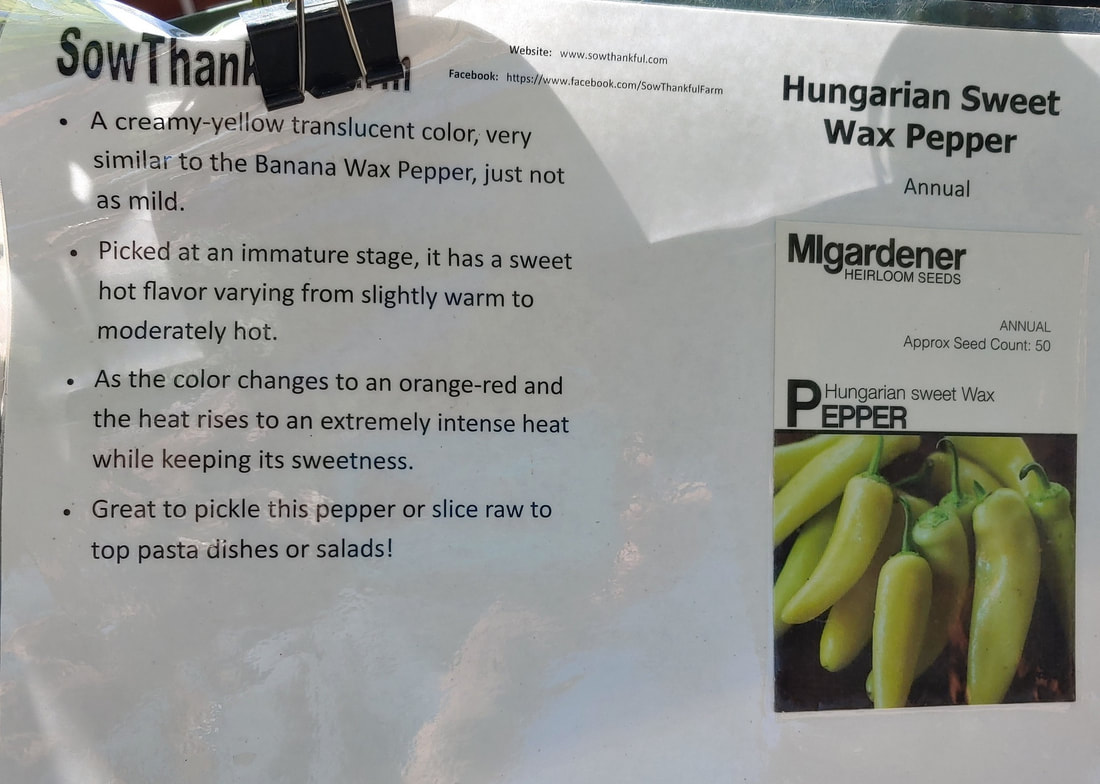 SowThank
Website: www.sowthankful.com
Facebook: https://www.facebook.com/SowThankfulFarm
• A creamy-yellow translucent color, very
similar to the Banana Wax Pepper, just not
as mild.
• Picked at an immature stage, it has a sweet
hot flavor varying from slightly warm to
moderately hot.
• As the color changes to an orange-red and
the heat rises to an extremely intense heat
while keeping its sweetness.
• Great to pickle this pepper or slice raw to
top pasta dishes or salads!
Hungarian Sweet
Wax Pepper
Annual
MIgardener
HEIRLOOM SEEDS
ANNUAL
Approx Seed Count: 50
Hungarian sweet Wax
PEPPER